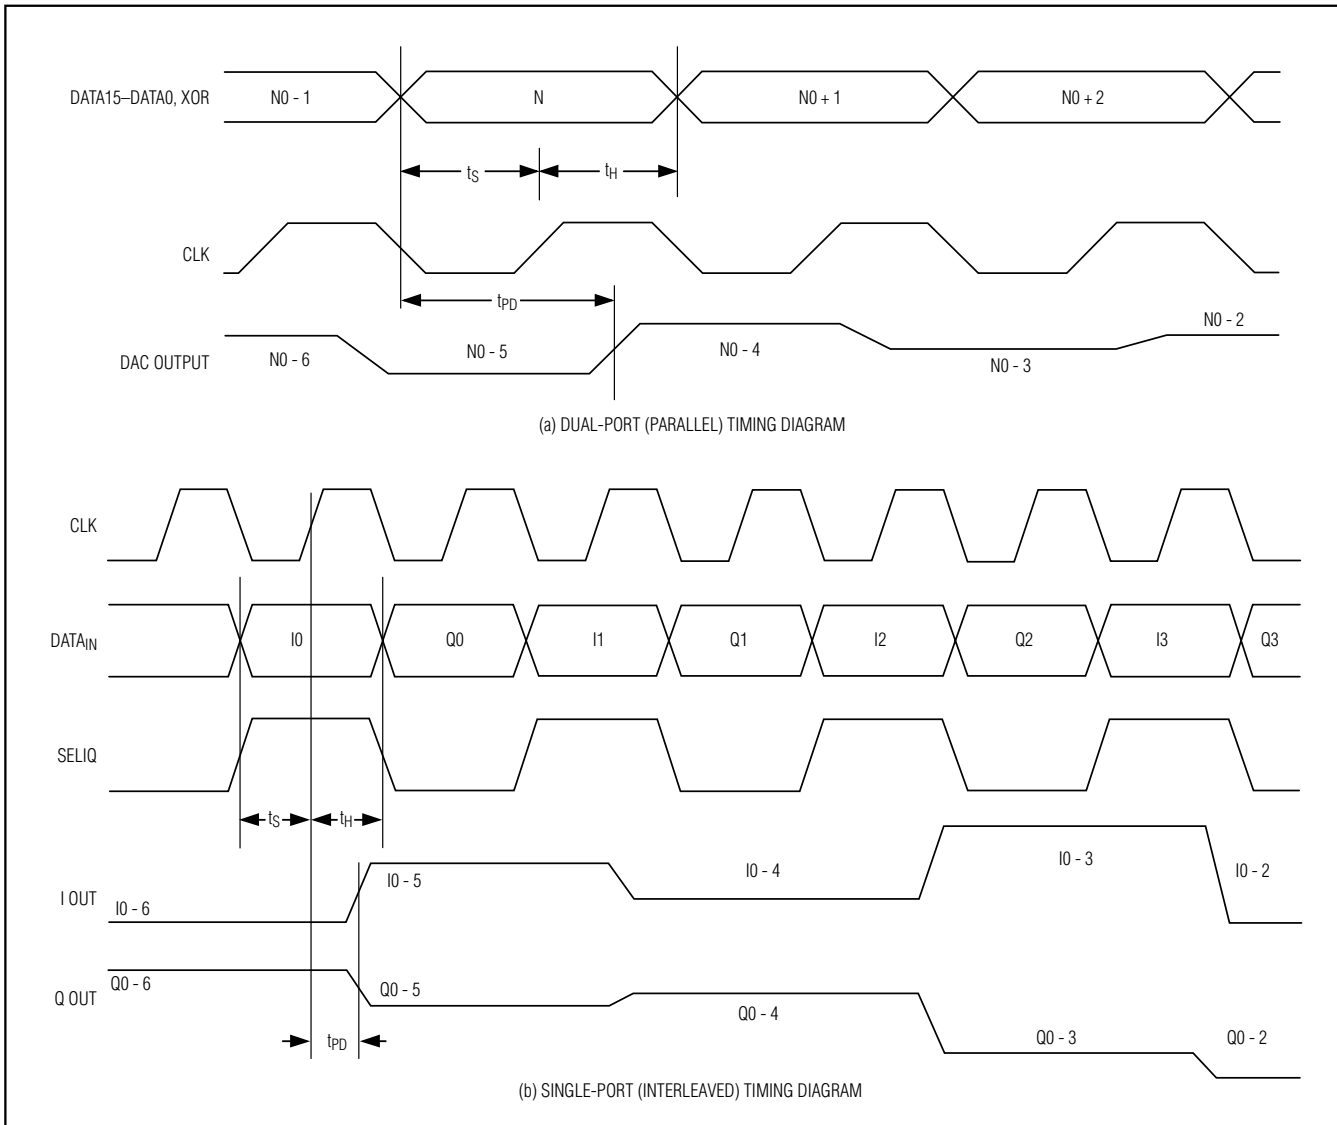 DATA15–DATA0, XOR
N0 - 1
N
N0 + 1
N0 + 2
tS
tH
CLK
tPD
DAC OUTPUT
N0 - 6
N0 - 5
N0 - 4
N0 - 3
N0 - 2
(a) DUAL-PORT (PARALLEL) TIMING DIAGRAM
CLK
DATAIN
I0
Q0
I1
Q1
I2
Q2
I3
Q3
SELIQ
tS
tH
I OUT
I0 - 6
I0 - 5
I0 - 4
I0 - 3
I0 - 2
Q OUT
Q0 - 6
Q0 - 5
Q0 - 4
Q0 - 3
Q0 - 2
tPD
(b) SINGLE-PORT (INTERLEAVED) TIMING DIAGRAM